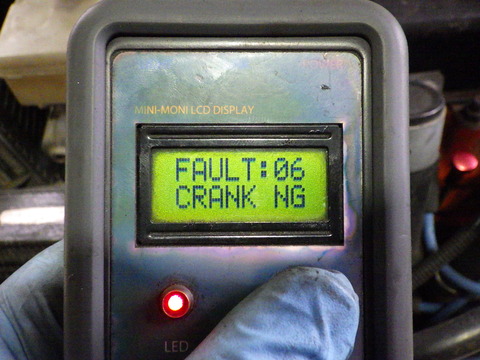 MINI-MONI LCD DISPLAY
FAULT:06
CRANK NG
LED